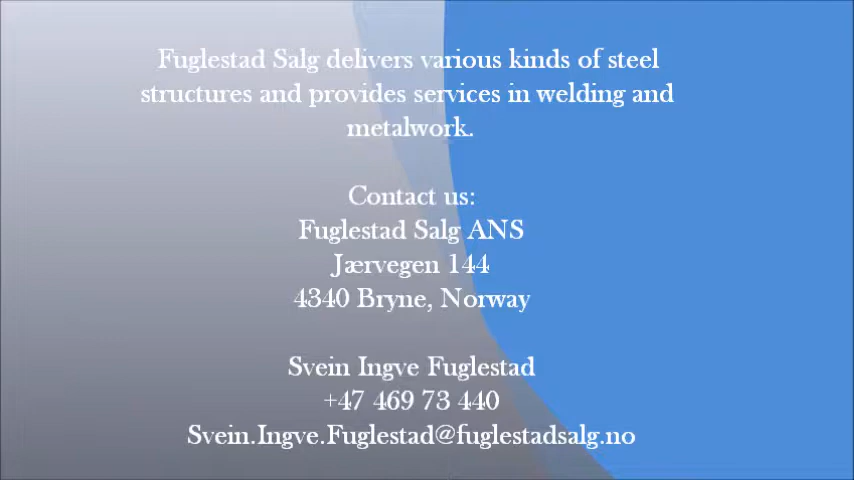 Fuglestad Salg delivers various kinds of steel
structures and provides services in welding and
metalwork.
Contact us:
Fuglestad Salg ANS
Jærvegen 144
4340 Bryne, Norway
Svein Ingve Fuglestad
+47 469 73 440
Svein.Ingve.Fuglestad@fuglestadsalg.no